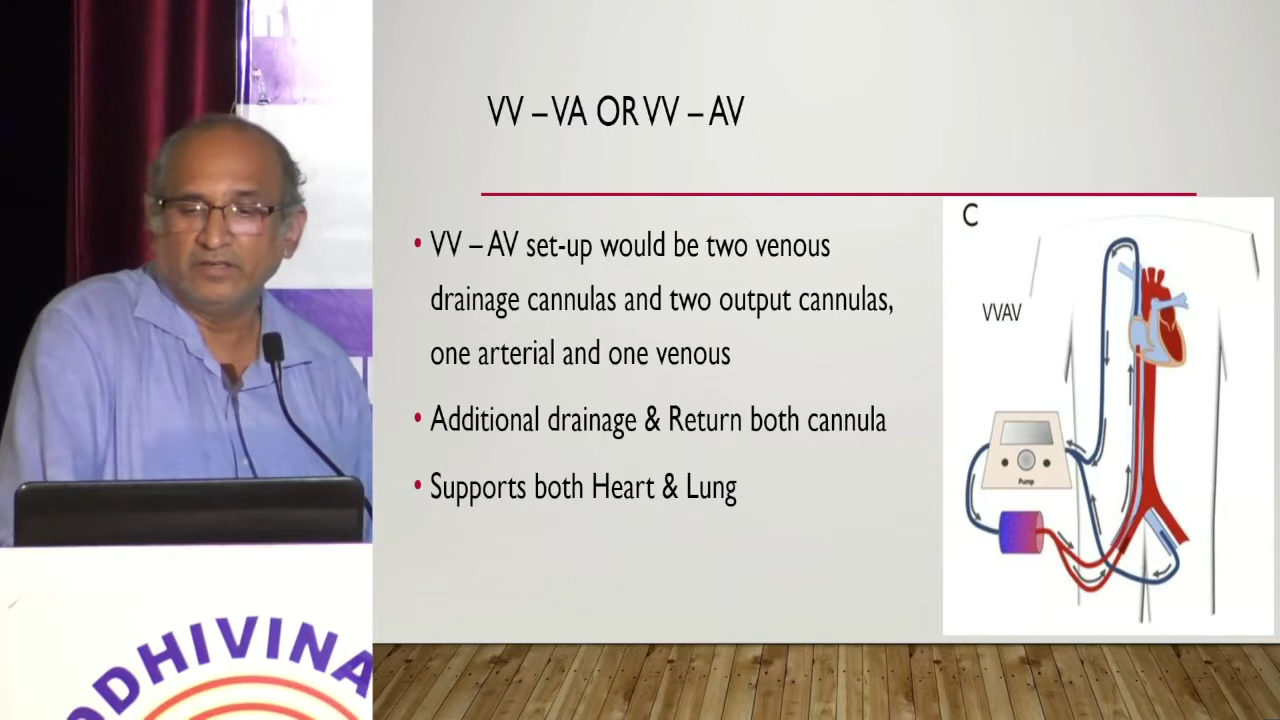 VV – VA OR VV – AV
• VV – AV set-up would be two venous
drainage cannulas and two output cannulas,
one arterial and one venous
• Additional drainage & Return both cannula
• Supports both Heart & Lung
C
VVAV
Pump
ODHIVINA